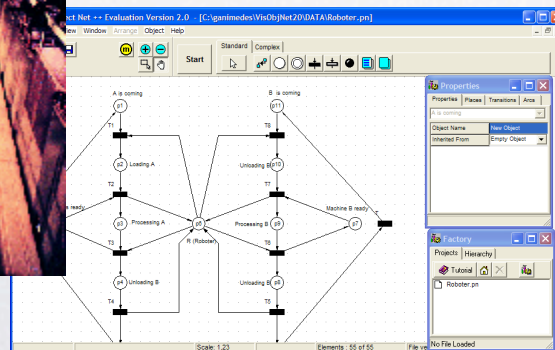 ect Net ++ Evaluation Version 2.0 - [C:\ganimedes\VisObjNet20\DATA\Roboter.pn]
iew Window Arrange Object Help
m
Start
Standard Complex
A is coming
p1
T1
p2 Loading A
T2
s ready
p3 Processing A
T3
p4 Unloading B
T4
p6
R (Roboter)
B is coming
p11
T8
Unloading B p10
T7
Machine B ready
Processing B p9
p7
T
T6
Unloading B p8
T5
Properties
Properties Places Transitions Arcs
A is coming
Object Name New Object
Inherited From Empty Object
Factory
Projects Hierarchy
Tutorial
Roboter.pn
No File Loaded
Scale: 1.23
Elements : 55 of 55
File ve